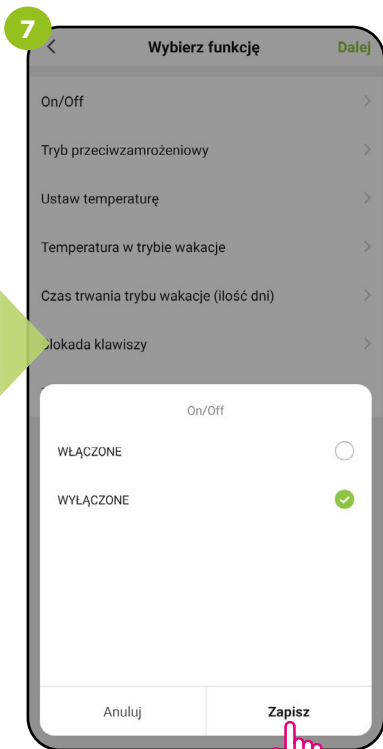 7
Wybierz funkcję
Dalej
On/Off
Tryb przeciwzamrożeniowy
Ustaw temperaturę
Temperatura w trybie wakacje
Czas trwania trybu wakacje (ilość dni)
Blokada klawiszy
On/Off
WŁĄCZONE
WYŁĄCZONE
Anuluj
Zapisz